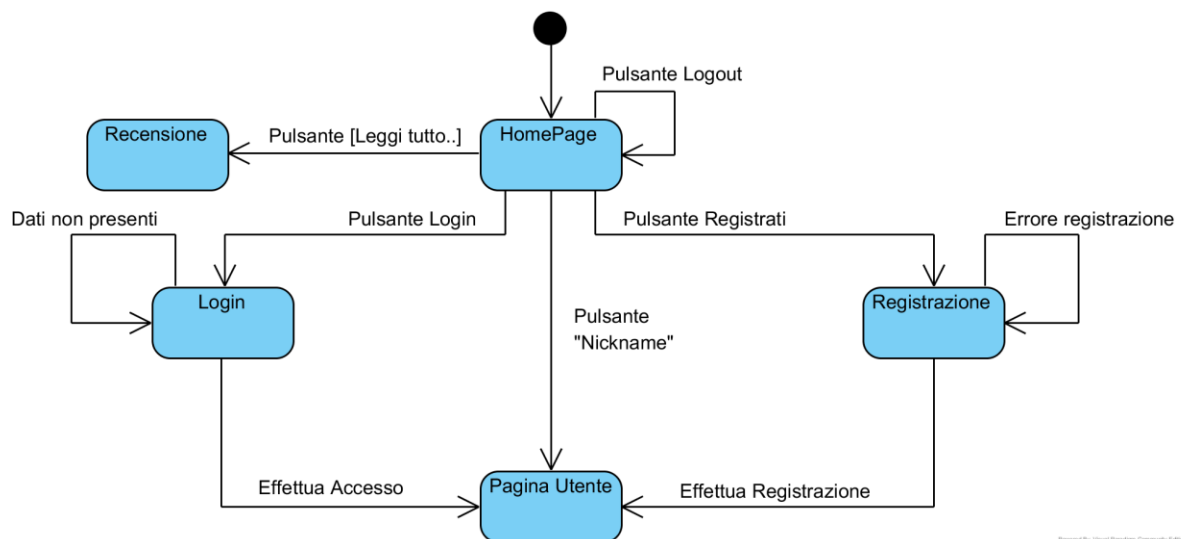 Pulsante Logout
Recensione
Pulsante [Leggi tutto..]
HomePage
Dati non presenti
Pulsante Login
Pulsante Registrati
Errore registrazione
Login
Registrazione
Pulsante
"Nickname"
Effettua Accesso
Pagina Utente
Effettua Registrazione